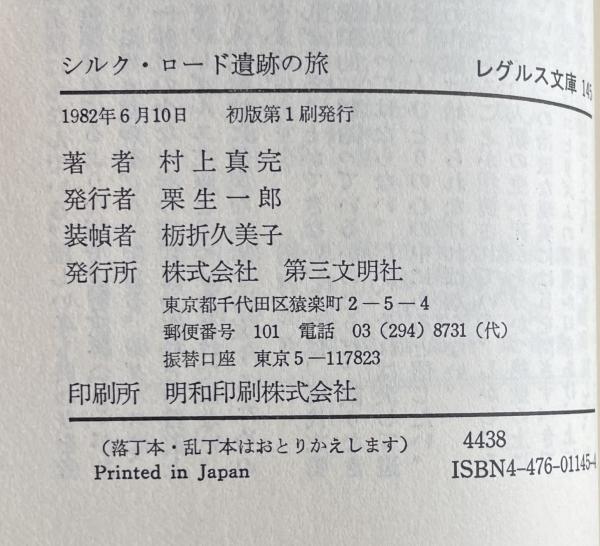 シルク・ロード遺跡の旅
レグルス文庫 145
1982年6月10日 初版第1刷発行
著者 村上真完
発行者 栗生一郎
装幀者 栃折久美子
発行所 株式会社 第三文明社
東京都千代田区猿楽町2-5-4
郵便番号 101 電話 03 (294) 8731 (代)
振替口座 東京5-117823
印刷所 明和印刷株式会社
(落丁本・乱丁本はおとりかえします)
4438
Printed in Japan
ISBN4-476-01145-4